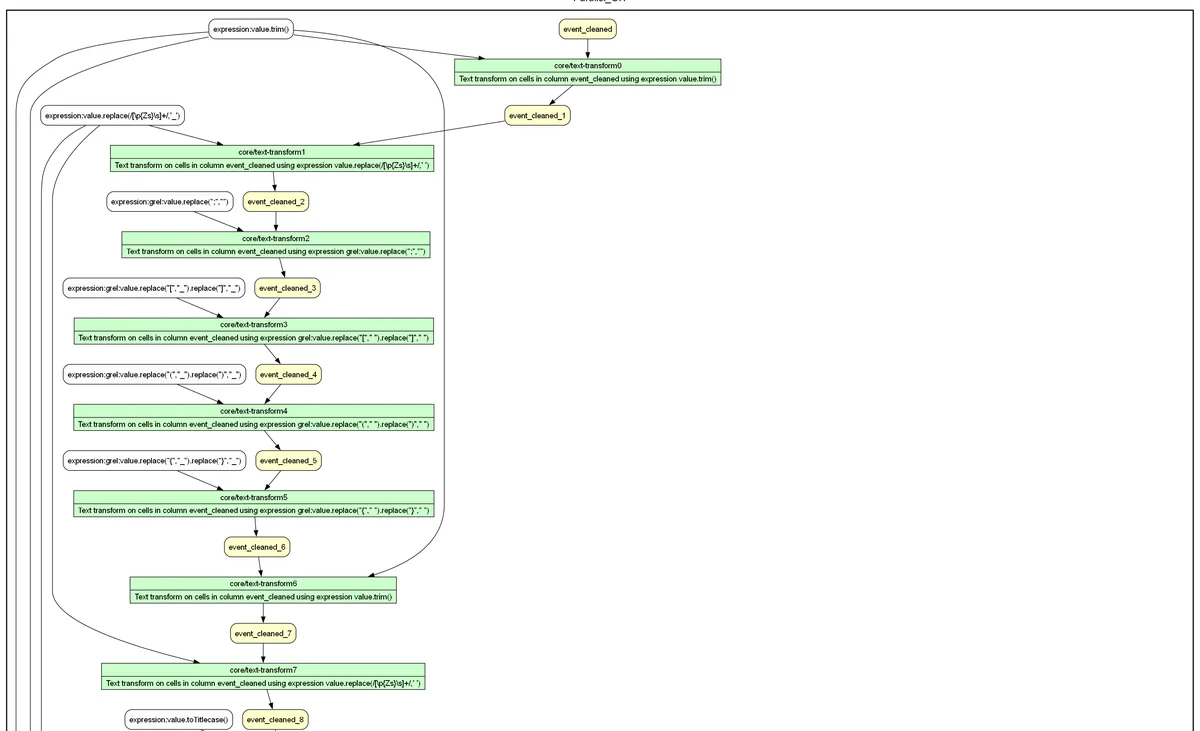 expression:value.trim()
event_cleaned
core/text-transform0
Text transform on cells in column event_cleaned using expression value.trim()
expression:value.replace(/[\p{Zs}\s]+/,'_')
event_cleaned_1
core/text-transform1
Text transform on cells in column event_cleaned using expression value.replace(/[\p{Zs}\s]+/,' ')
expression:grel:value.replace(";","")
event_cleaned_2
core/text-transform2
Text transform on cells in column event_cleaned using expression grel:value.replace(";","")
expression:grel:value.replace("[","_").replace("]","_")
event_cleaned_3
core/text-transform3
Text transform on cells in column event_cleaned using expression grel:value.replace("["," ").replace("]"," ")
expression:grel:value.replace("(","_").replace(")","_")
event_cleaned_4
core/text-transform4
Text transform on cells in column event_cleaned using expression grel:value.replace("("," ").replace(")"," ")
expression:grel:value.replace("{","_").replace("}","_")
event_cleaned_5
core/text-transform5
Text transform on cells in column event_cleaned using expression grel:value.replace("{"," ").replace("}"," ")
event_cleaned_6
core/text-transform6
Text transform on cells in column event_cleaned using expression value.trim()
event_cleaned_7
core/text-transform7
Text transform on cells in column event_cleaned using expression value.replace(/[\p{Zs}\s]+/,' ')
expression:value.toTitlecase()
event_cleaned_8